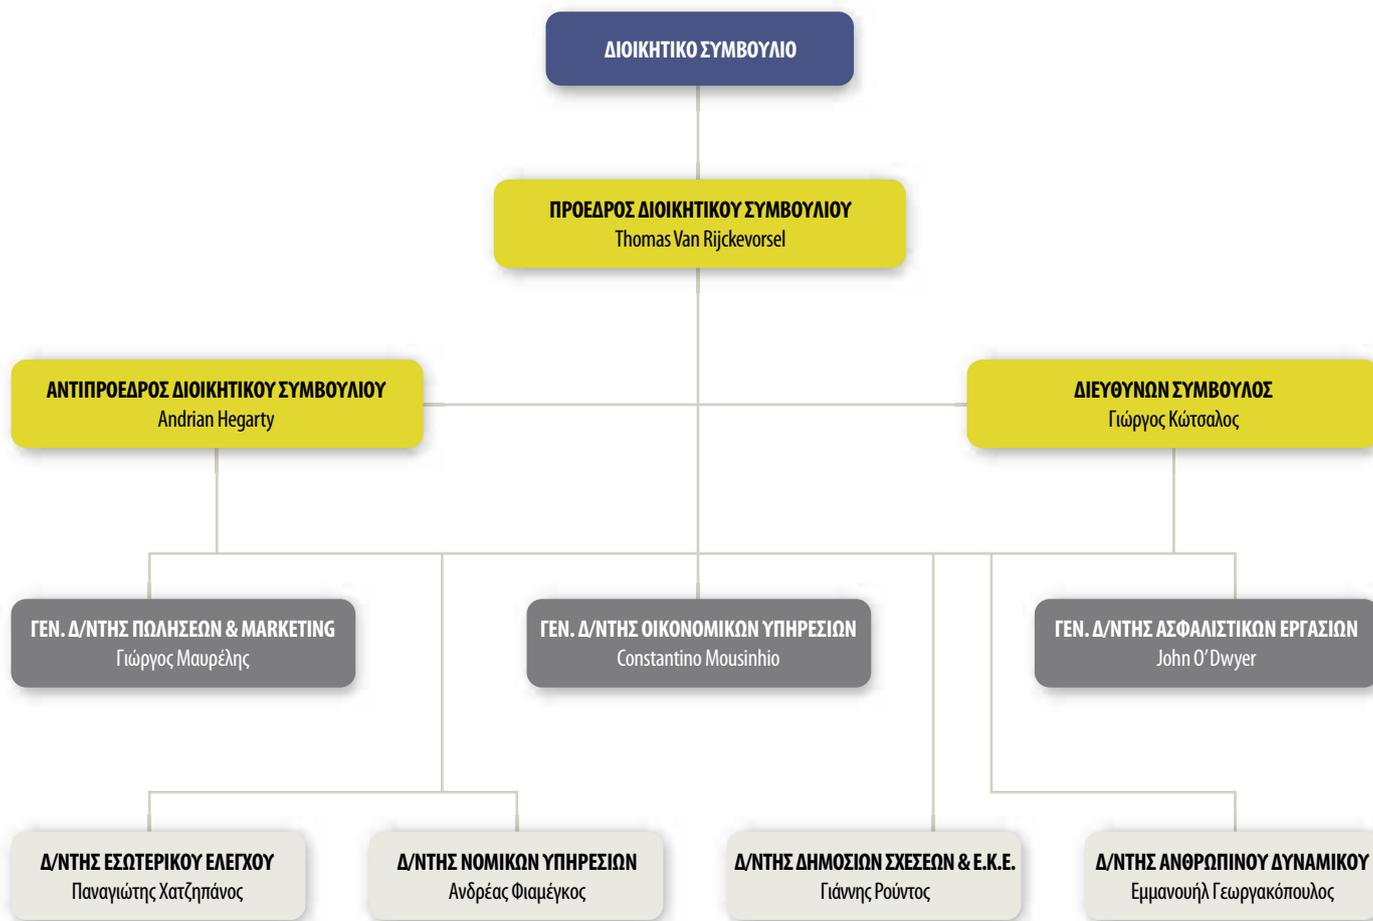 ΔΙΟΙΚΗΤΙΚΟ ΣΥΜΒΟΥΛΙΟ
ΠΡΟΕΔΡΟΣ ΔΙΟΙΚΗΤΙΚΟΥ ΣΥΜΒΟΥΛΙΟΥ
Thomas Van Rijckevorsel
ΑΝΤΙΠΡΟΕΔΡΟΣ ΔΙΟΙΚΗΤΙΚΟΥ ΣΥΜΒΟΥΛΙΟΥ
Andrian Hegarty
ΔΙΕΥΘΥΝΩΝ ΣΥΜΒΟΥΛΟΣ
Γιώργος Κώτσαλος
ΓΕΝ. Δ/ΝΤΗΣ ΠΩΛΗΣΕΩΝ & MARKETING
Γιώργος Μαυρέλης
ΓΕΝ. Δ/ΝΤΗΣ ΟΙΚΟΝΟΜΙΚΩΝ ΥΠΗΡΕΣΙΩΝ
Constantino Mousinhio
ΓΕΝ. Δ/ΝΤΗΣ ΑΣΦΑΛΙΣΤΙΚΩΝ ΕΡΓΑΣΙΩΝ
John O' Dwyer
Δ/ΝΤΗΣ ΕΣΩΤΕΡΙΚΟΥ ΕΛΕΓΧΟΥ
Παναγιώτης Χατζηπάνος
Δ/ΝΤΗΣ ΝΟΜΙΚΩΝ ΥΠΗΡΕΣΙΩΝ
Ανδρέας Φιαμέγκος
Δ/ΝΤΗΣ ΔΗΜΟΣΙΩΝ ΣΧΕΣΕΩΝ & Ε.Κ.Ε.
Γιάννης Ρούντος
Δ/ΝΤΗΣ ΑΝΘΡΩΠΙΝΟΥ ΔΥΝΑΜΙΚΟΥ
Εμμανουήλ Γεωργακόπουλος